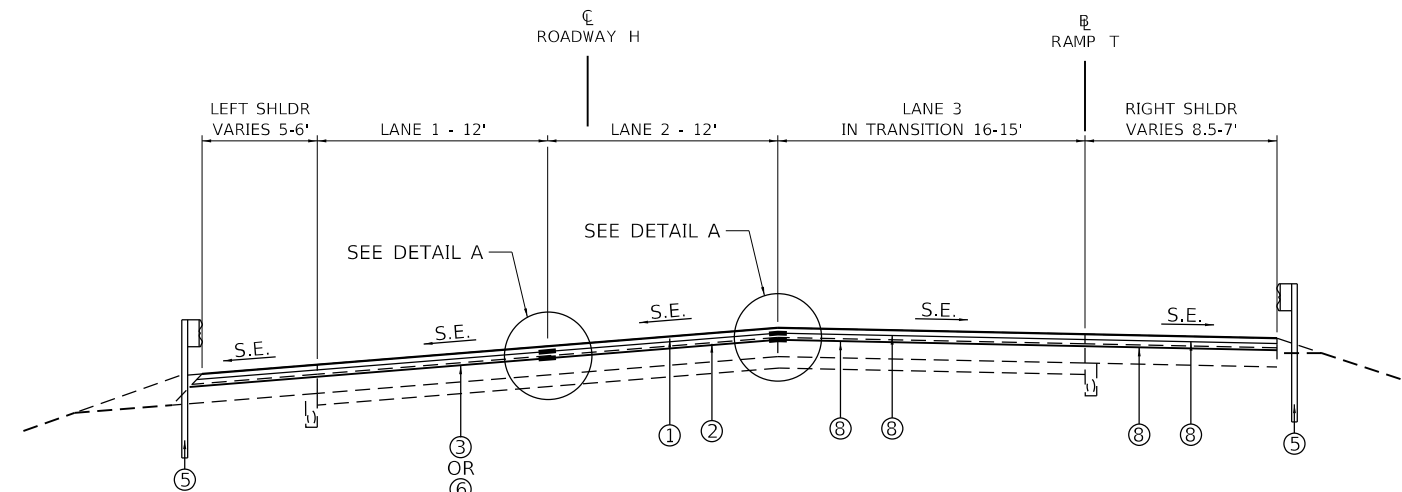 ℄
ROADWAY H
BL
RAMP T
LEFT SHLDR
VARIES 5-6'
LANE 1 - 12'
LANE 2 - 12'
LANE 3
IN TRANSITION 16-15'
RIGHT SHLDR
VARIES 8.5-7'
SEE DETAIL A
SEE DETAIL A
S.E.
S.E.
S.E.
S.E.
S.E.
5
3
OR
6
1
2
8
8
8
8
5